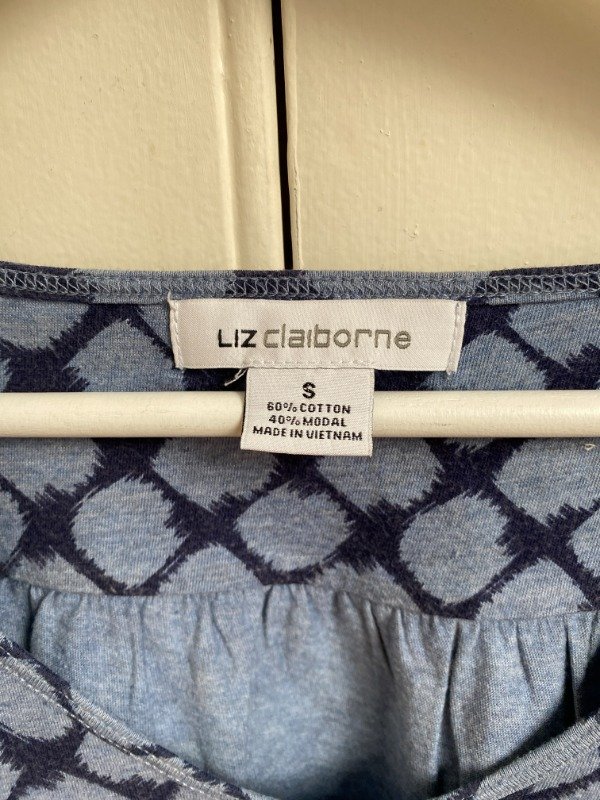 LIZ claiborne
S
60% COTTON
40% MODAL
MADE IN VIETNAM